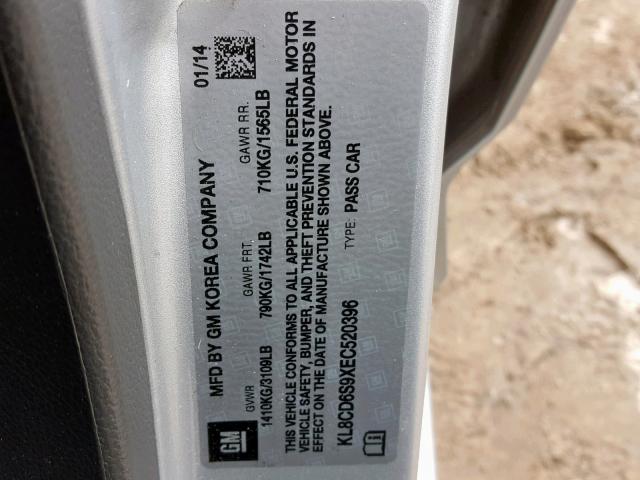 GM
MFD BY GM KOREA COMPANY 01/14
GVWR GAWR FRT. GAWR RR.
1410KG/3109LB 790KG/1742LB 710KG/1565LB
THIS VEHICLE CONFORMS TO ALL APPLICABLE U.S. FEDERAL MOTOR
VEHICLE SAFETY, BUMPER, AND THEFT PREVENTION STANDARDS IN
EFFECT ON THE DATE OF MANUFACTURE SHOWN ABOVE.
KL8CD6S9XEC520396 TYPE: PASS CAR